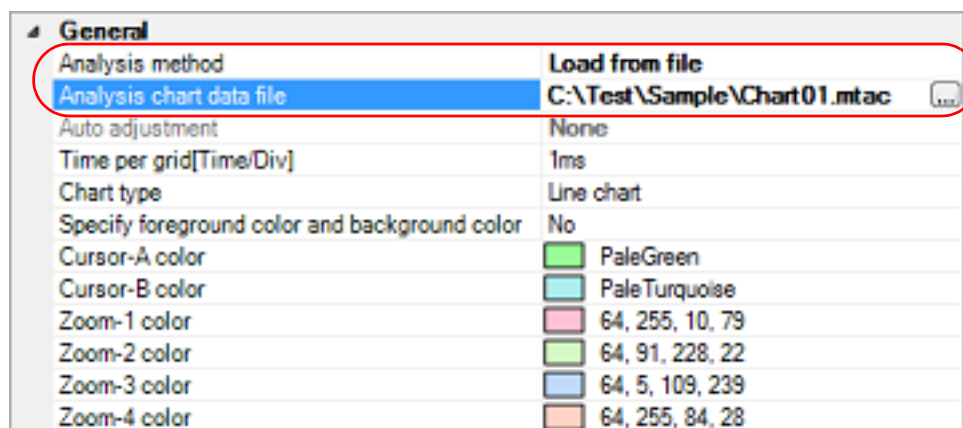 General
Analysis method Load from file
Analysis chart data file C:\Test\Sample\Chart01.mtac ...
Auto adjustment None
Time per grid[Time/Div] 1ms
Chart type Line chart
Specify foreground color and background color No
Cursor-A color PaleGreen
Cursor-B color PaleTurquoise
Zoom-1 color 64, 255, 10, 79
Zoom-2 color 64, 91, 228, 22
Zoom-3 color 64, 5, 109, 239
Zoom-4 color 64, 255, 84, 28